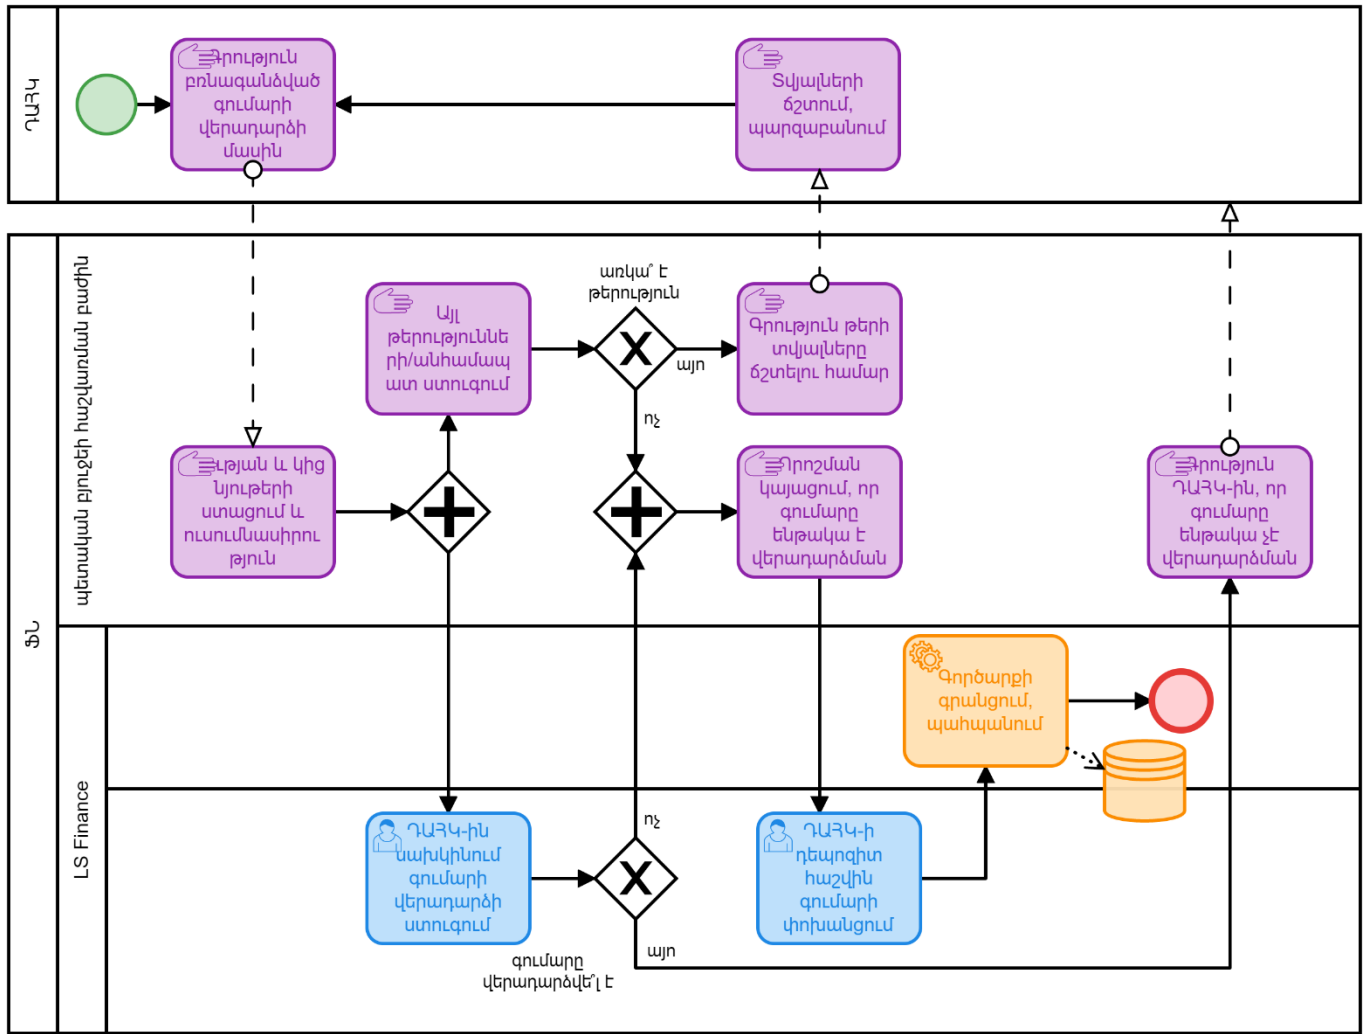 ԴԱՀԿ
Գրություն
բռնագանձված
գումարի
վերադարձի
մասին
Տվյալների
ճշտում,
պարզաբանում
ՖՆ
պետական բյուջեի հաշվառման բաժին
Այլ
թերություննե
րի/անհամապ
ատ ստուգում
առկա՞ է
թերություն
այո
ոչ
Գրություն թերի
տվյալները
ճշտելու համար
և կից
նյութերի
ստացում և
ուսումնասիրու
թյուն
Որոշման
կայացում, որ
գումարը
ենթակա է
վերադարձման
Գրություն
ԴԱՀԿ-ին, որ
գումարը
ենթակա չէ
վերադարձման
LS Finance
Գործարքի
գրանցում,
պահպանում
ԴԱՀԿ-ին
նախկինում
գումարի
վերադարձի
ստուգում
ոչ
այո
գումարը
վերադարձվե՞լ է
ԴԱՀԿ-ի
դեպոզիտ
հաշվին
գումարի
փոխանցում